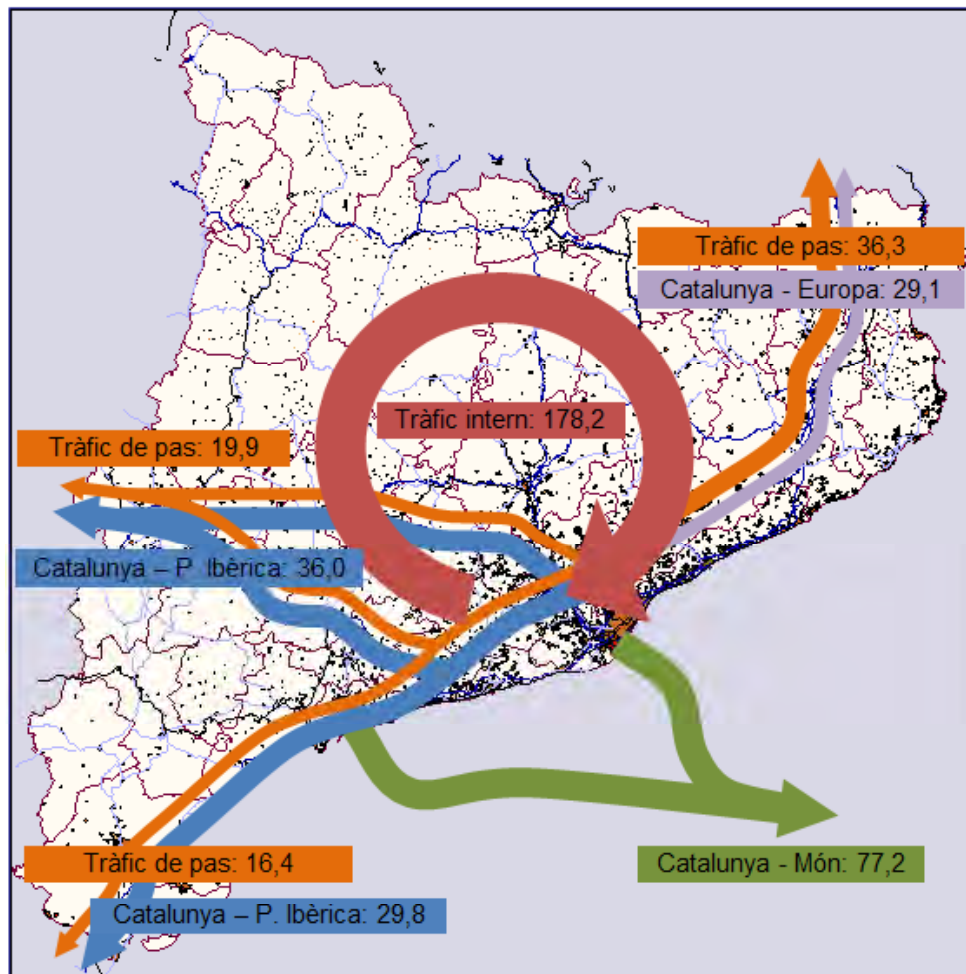 Tràfic de pas: 36,3
Catalunya - Europa: 29,1
Tràfic intern: 178,2
Tràfic de pas: 19,9
Catalunya – P. Ibèrica: 36,0
Tràfic de pas: 16,4
Catalunya - Món: 77,2
Catalunya – P. Ibèrica: 29,8